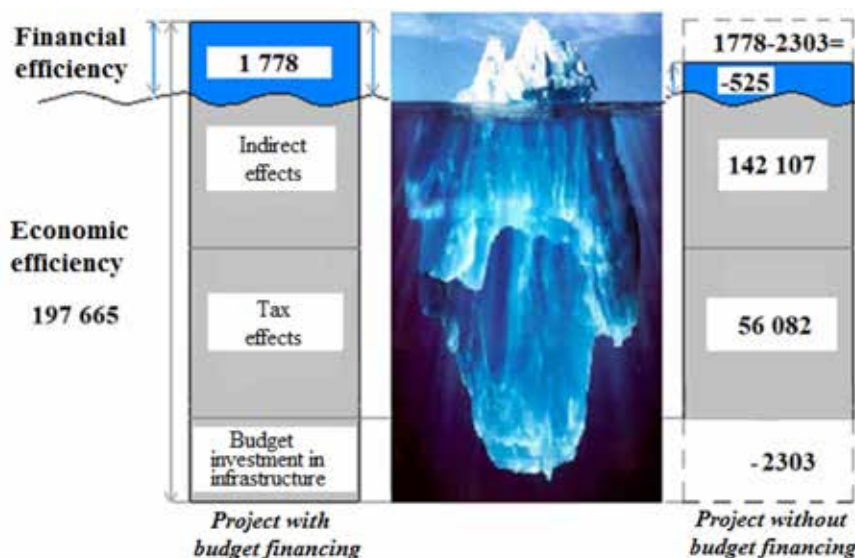 Financial
efficiency
1 778
1778-2303=
-525
Indirect
effects
142 107
Economic
efficiency
197 665
Tax
effects
56 082
Budget
investment in
infrastructure
-2303
Project with
budget financing
Project without
budget financing